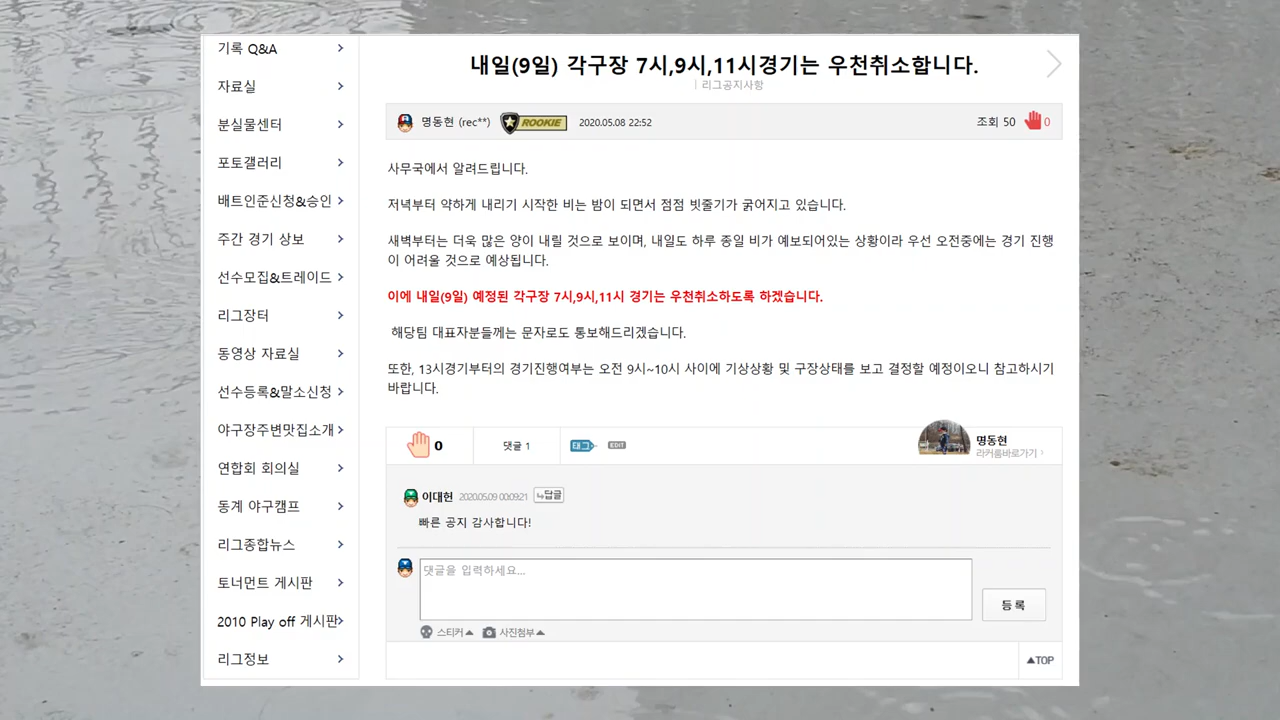 기록 Q&A
자료실
분실물센터
포토갤러리
배트인준신청&승인
주간 경기 상보
선수모집&트레이드
리그장터
동영상 자료실
선수등록&말소신청
야구장주변맛집소개
연합회 회의실
동계 야구캠프
리그종합뉴스
토너먼트 게시판
2010 Play off 게시판
리그정보
내일(9일) 각구장 7시,9시,11시경기는 우천취소합니다.
리그공지사항
명동현 (rec**) ROOKIE 2020.05.08 22:52 조회 50 0
사무국에서 알려드립니다.
저녁부터 약하게 내리기 시작한 비는 밤이 되면서 점점 빗줄기가 굵어지고 있습니다.
새벽부터는 더욱 많은 양이 내릴 것으로 보이며, 내일도 하루 종일 비가 예보되어있는 상황이라 우선 오전중에는 경기 진행
이 어려울 것으로 예상됩니다.
이에 내일(9일) 예정된 각구장 7시,9시,11시 경기는 우천취소하도록 하겠습니다.
해당팀 대표자분들께는 문자로도 통보해드리겠습니다.
또한, 13시경기부터의 경기진행여부는 오전 9시~10시 사이에 기상상황 및 구장상태를 보고 결정할 예정이오니 참고하시기
바랍니다.
0 댓글 1 태그 EDIT 명동현
라커룸바로가기
이대헌 2020.05.09 00:09:21 답글
빠른 공지 감사합니다!
댓글을 입력하세요...
등록
스티커 사진첨부
TOP